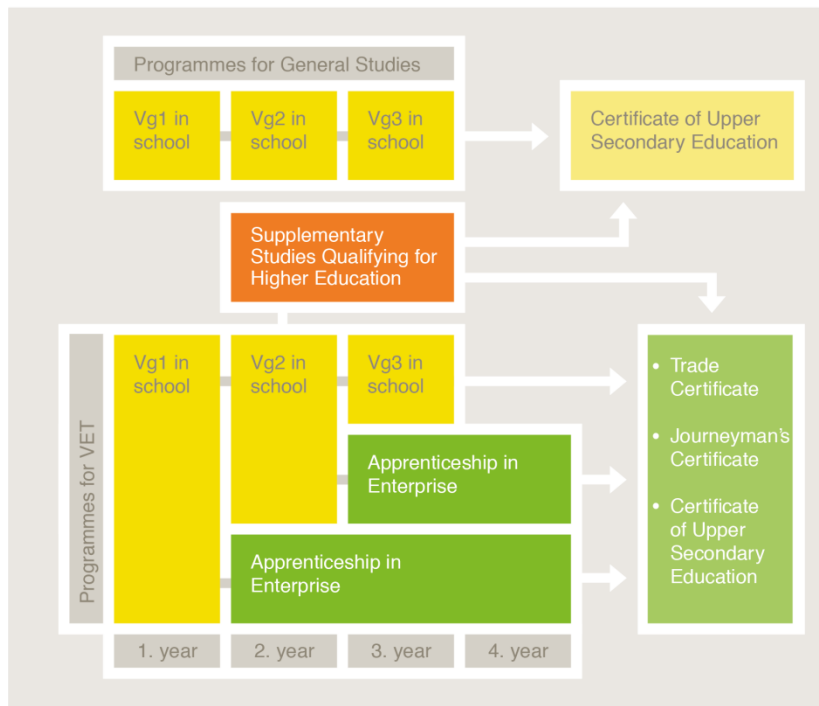 Programmes for General Studies
Vg1 in
school
Vg2 in
school
Vg3 in
school
Certificate of Upper
Secondary Education
Supplementary
Studies Qualifying for
Higher Education
Programmes for VET
Vg1 in
school
Vg2 in
school
Vg3 in
school
Apprenticeship in
Enterprise
Apprenticeship in
Enterprise
• Trade
Certificate
• Journeyman's
Certificate
• Certificate
of Upper
Secondary
Education
1. year
2. year
3. year
4. year